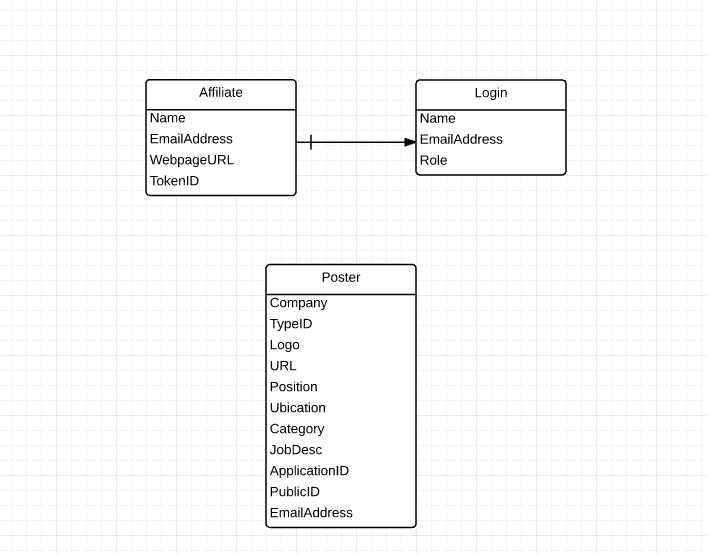 Affiliate
Name
EmailAddress
WebpageURL
TokenID
Login
Name
EmailAddress
Role
Poster
Company
TypeID
Logo
URL
Position
Ubication
Category
JobDesc
ApplicationID
PublicID
EmailAddress